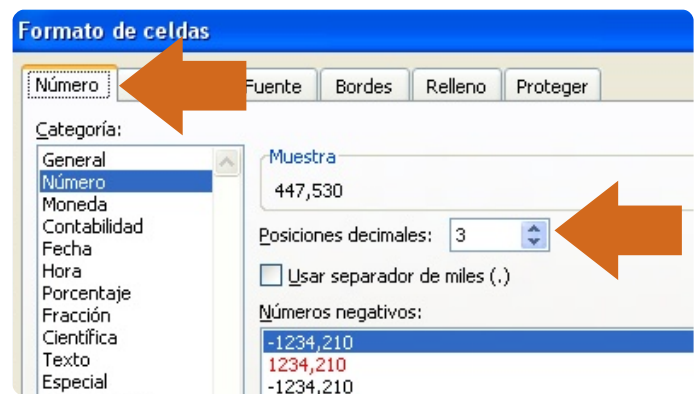 Formato de celdas
Número Fuente Bordes Relleno Proteger
Categoría:
General
Número
Moneda
Contabilidad
Fecha
Hora
Porcentaje
Fracción
Científica
Texto
Especial
Muestra
447,530
Posiciones decimales: 3
Usar separador de miles (.)
Números negativos:
-1234,210
1234,210
-1234,210